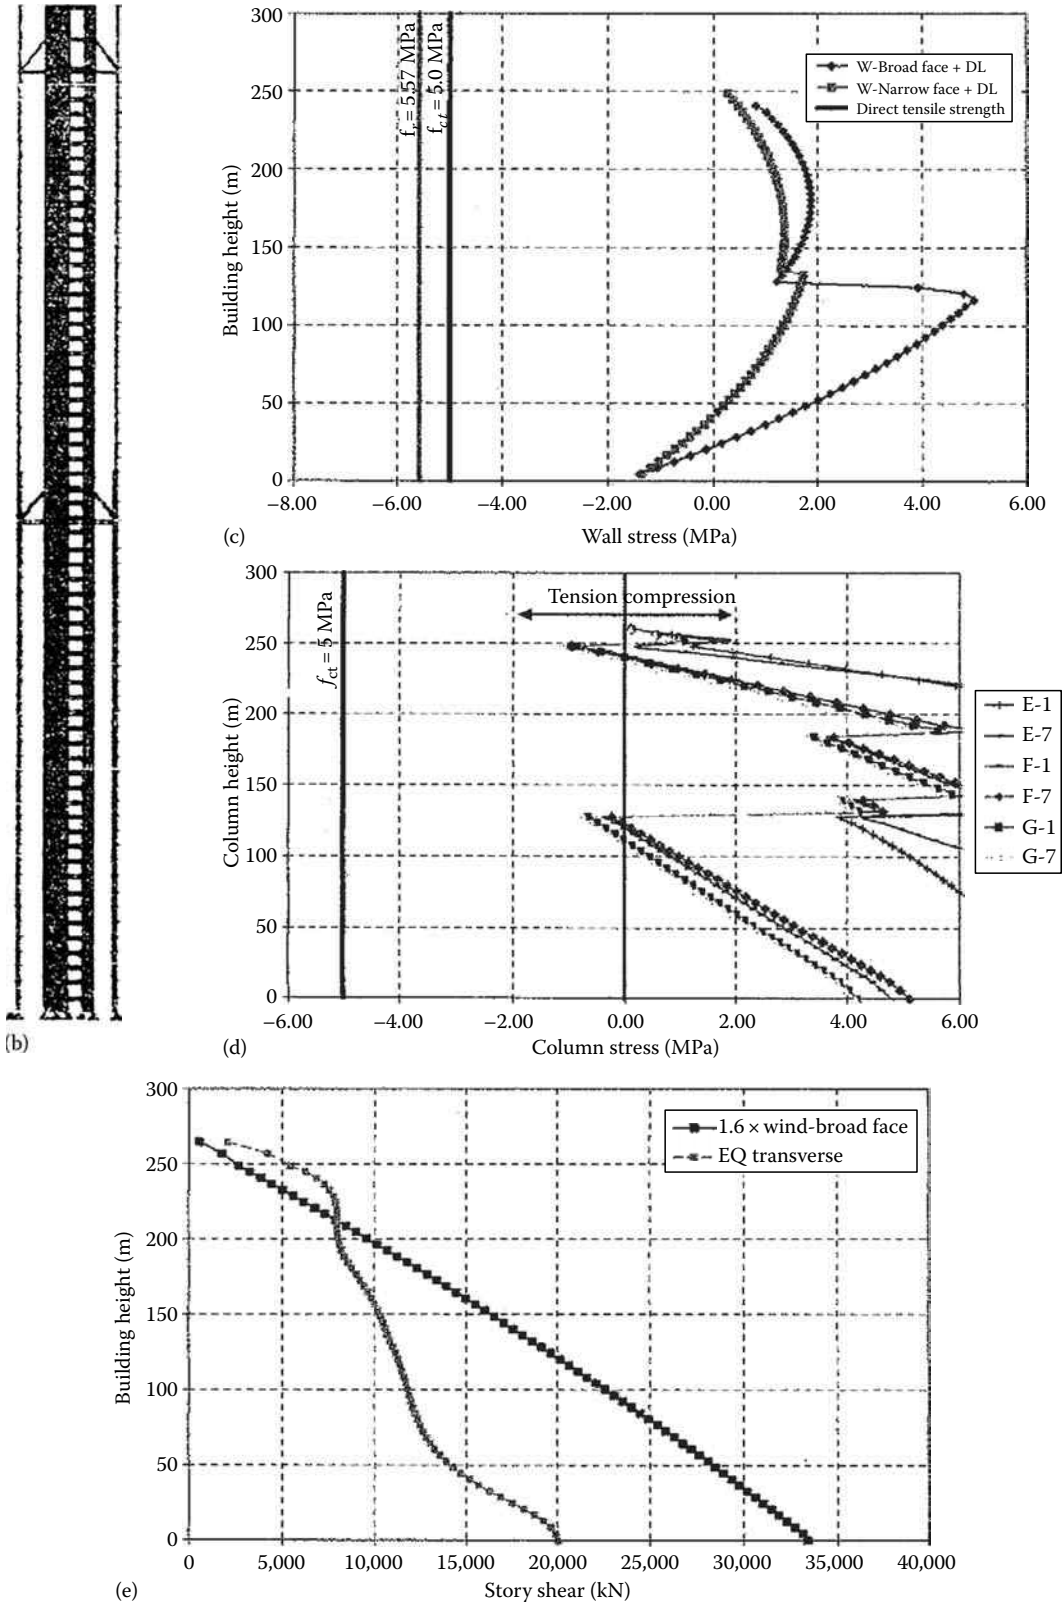 (b)
300
250
200
150
100
50
0
Building height (m)
f_r = 5.57 MPa
f_ct = 5.0 MPa
W-Broad face + DL
W-Narrow face + DL
Direct tensile strength
−8.00 −6.00 −4.00 −2.00 0.00 2.00 4.00 6.00
(c)
Wall stress (MPa)
300
250
200
150
100
50
0
Column height (m)
f_ct = 5 MPa
Tension compression
E-1
E-7
F-1
F-7
G-1
G-7
−6.00 −4.00 −2.00 0.00 2.00 4.00 6.00
(d)
Column stress (MPa)
300
250
200
150
100
50
0
Building height (m)
1.6 × wind-broad face
EQ transverse
0 5,000 10,000 15,000 20,000 25,000 30,000 35,000 40,000
(e)
Story shear (kN)